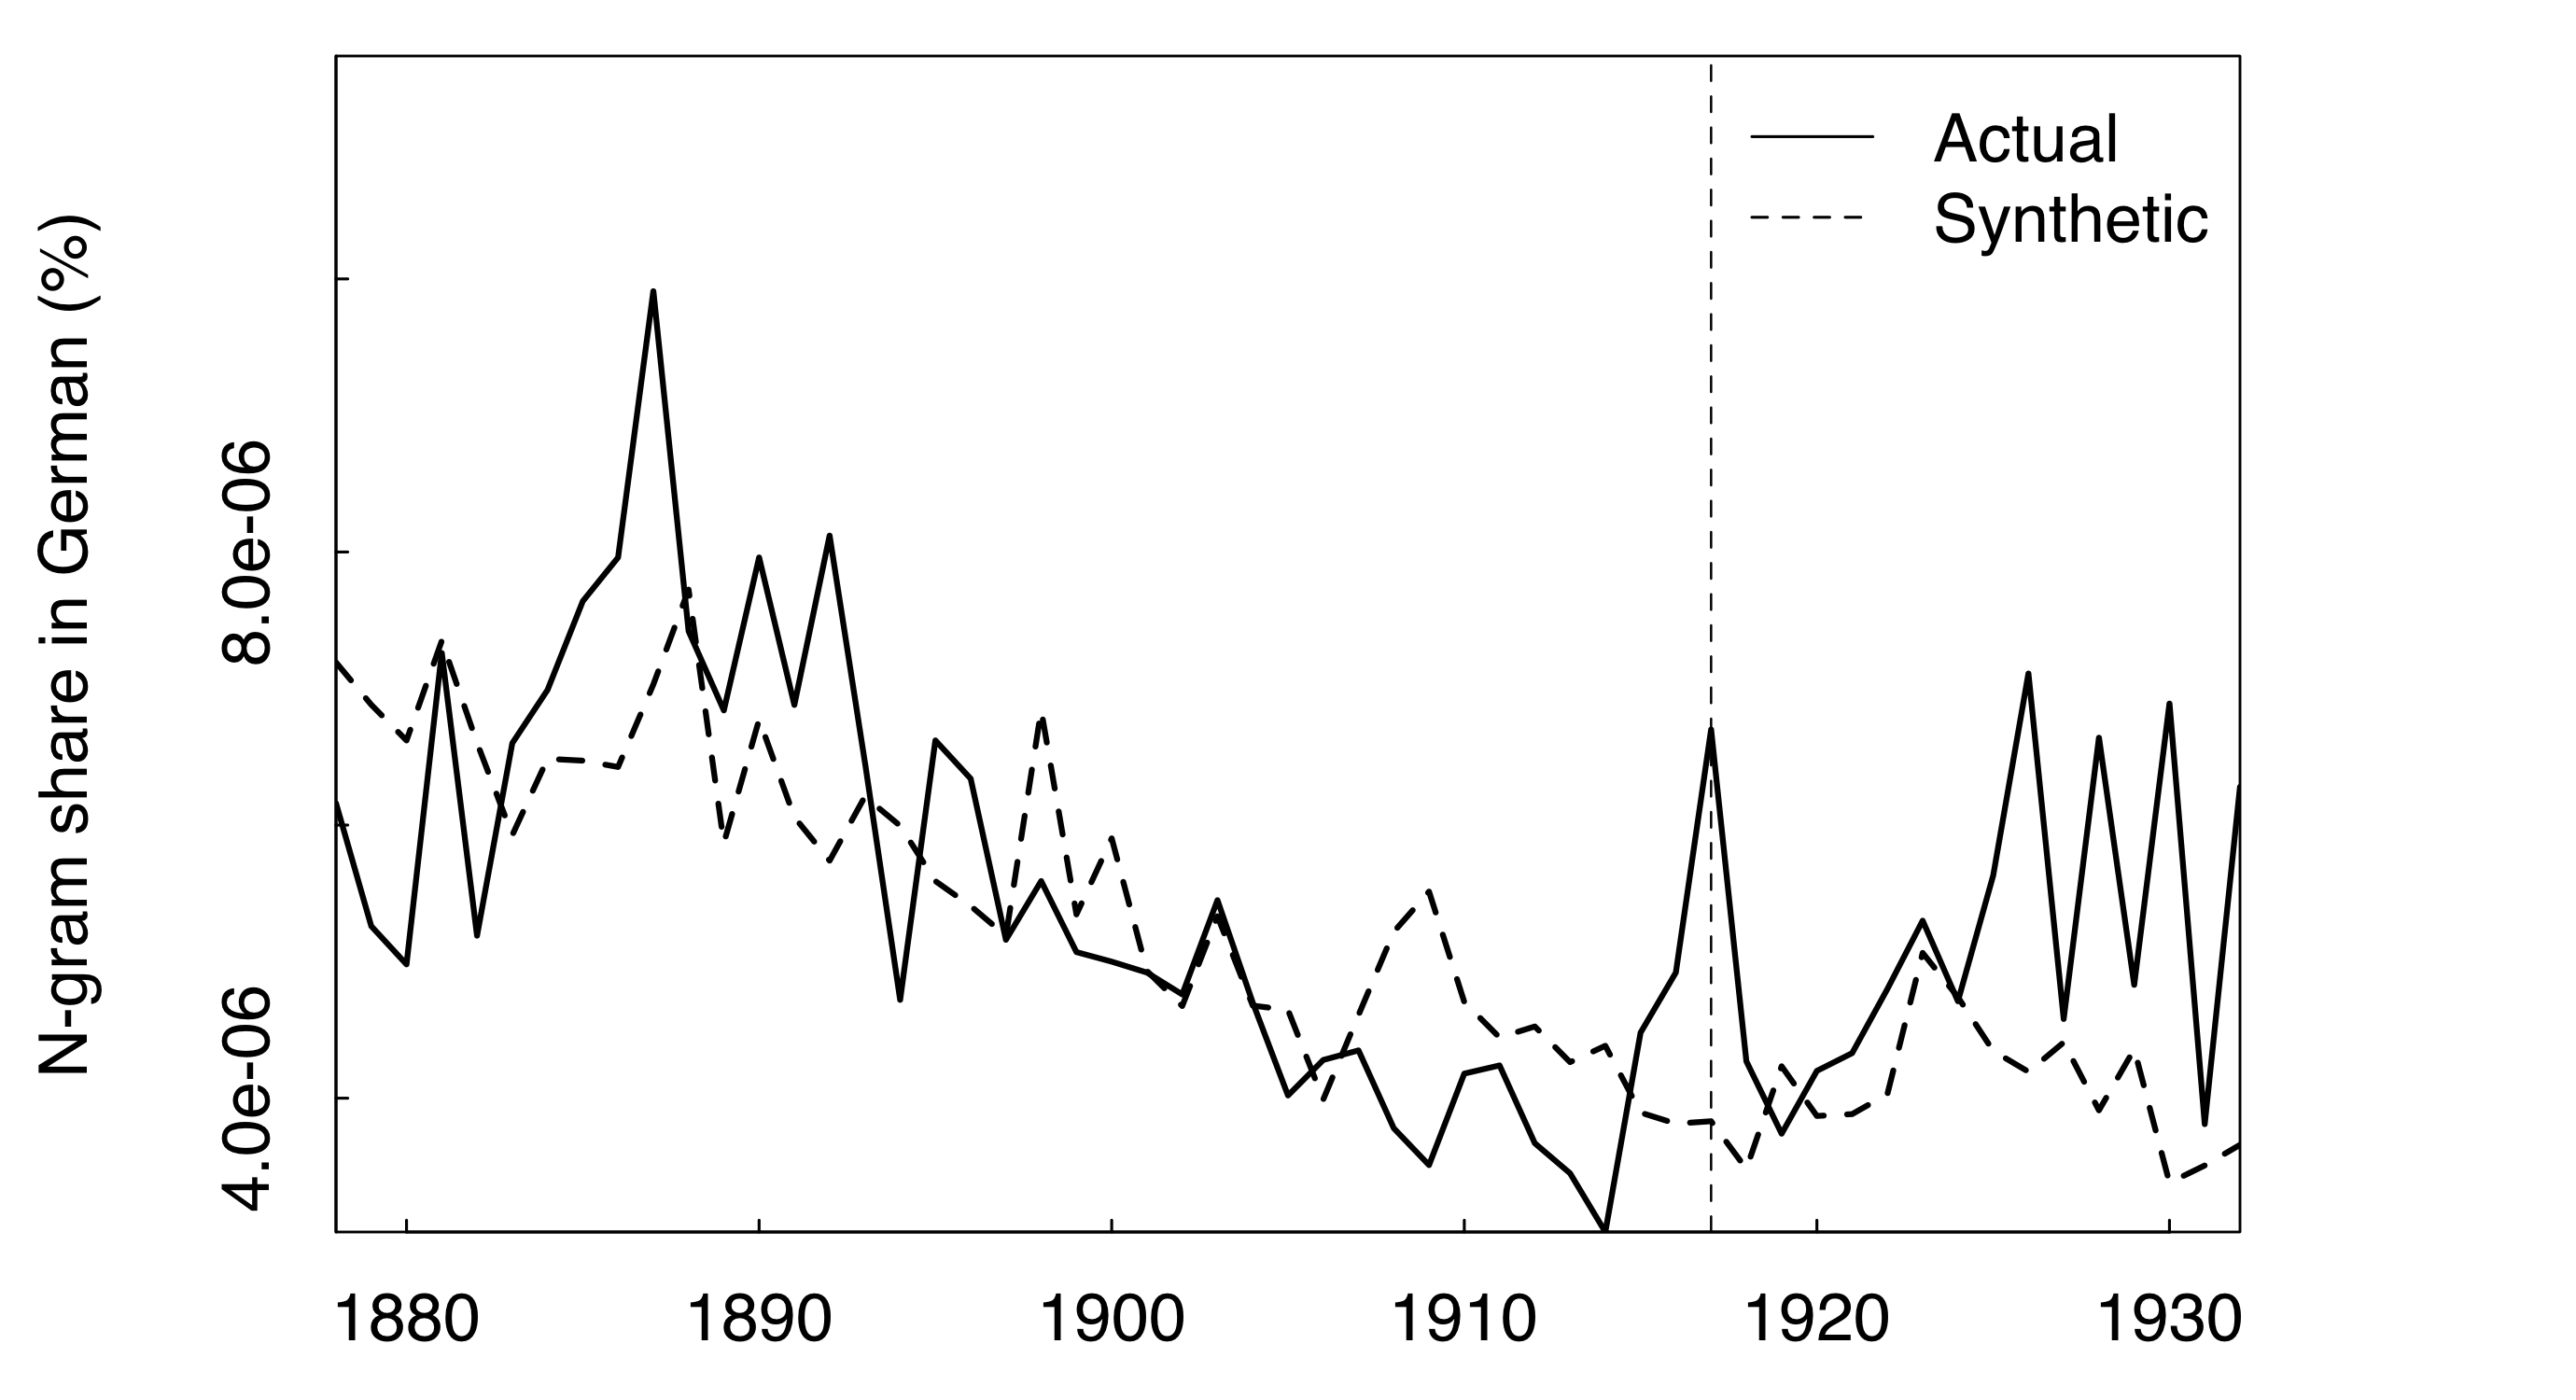 N-gram share in German (%)
8.0e-06
4.0e-06
Actual
Synthetic
1880 1890 1900 1910 1920 1930